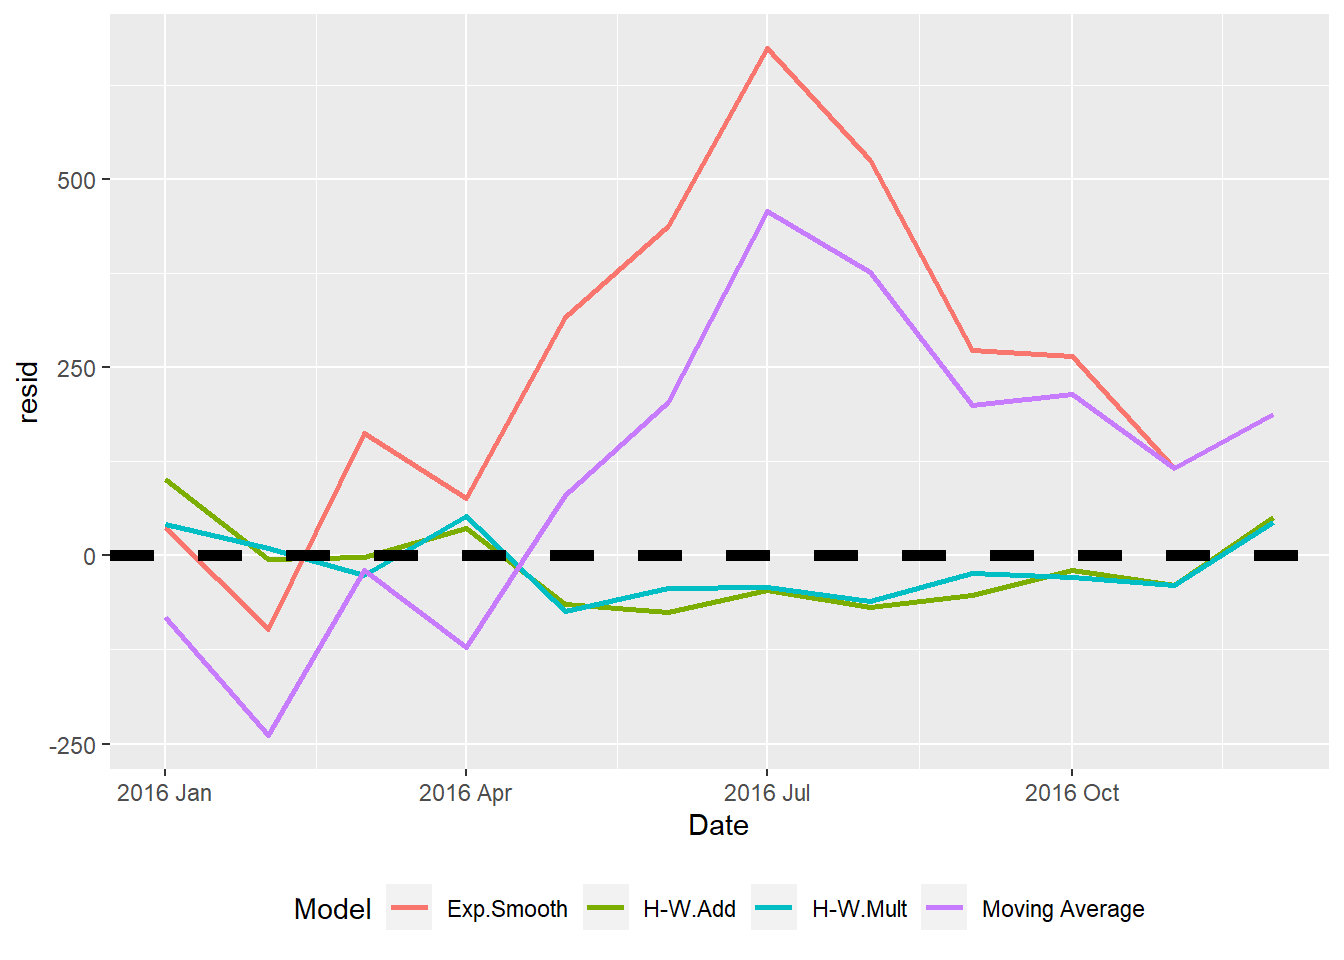 500
250
0
-250
resid
2016 Jan 2016 Apr 2016 Jul 2016 Oct
Date
Model Exp.Smooth H-W.Add H-W.Mult Moving Average